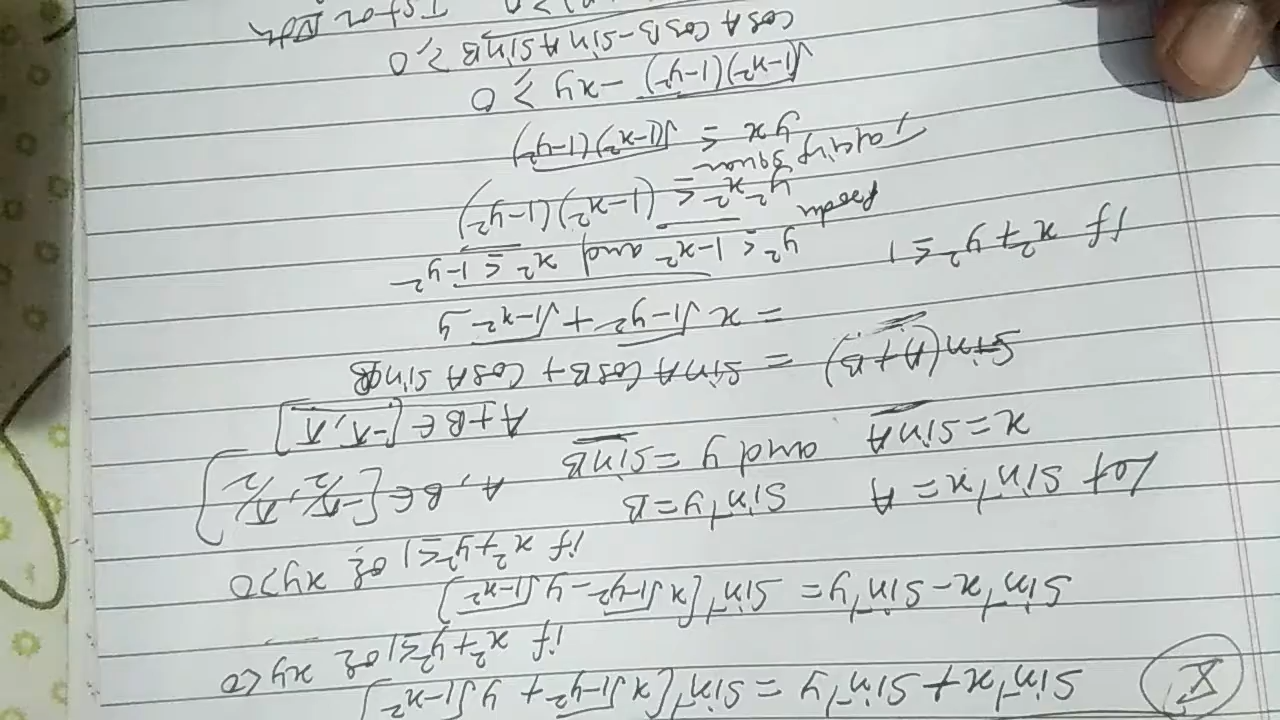 X
sin⁻¹x + sin⁻¹y = sin⁻¹[x√1-y² + y√1-x²]
if x²+y²≤1 or xy<0
sin⁻¹x - sin⁻¹y = sin⁻¹[x√1-y² - y√1-x²]
if x²+y²≤1 or xy>0
Let sin⁻¹x = A sin⁻¹y = B A, B ∈ [-π/2, π/2]
x = sinA and y = sinB A+B ∈ [-π, π]
sin(A+B) = sinA cosB + cosA sinB
= x√1-y² + √1-x² y
if x²+y² ≤ 1 y² ≤ 1-x² and x² ≤ 1-y²
y²x² ≤ (1-x²)(1-y²)
Taking Square
yx ≤ √(1-x²)(1-y²)
√(1-x²)(1-y²) - xy ≥ 0
cosA cosB - sinA sinB ≥ 0